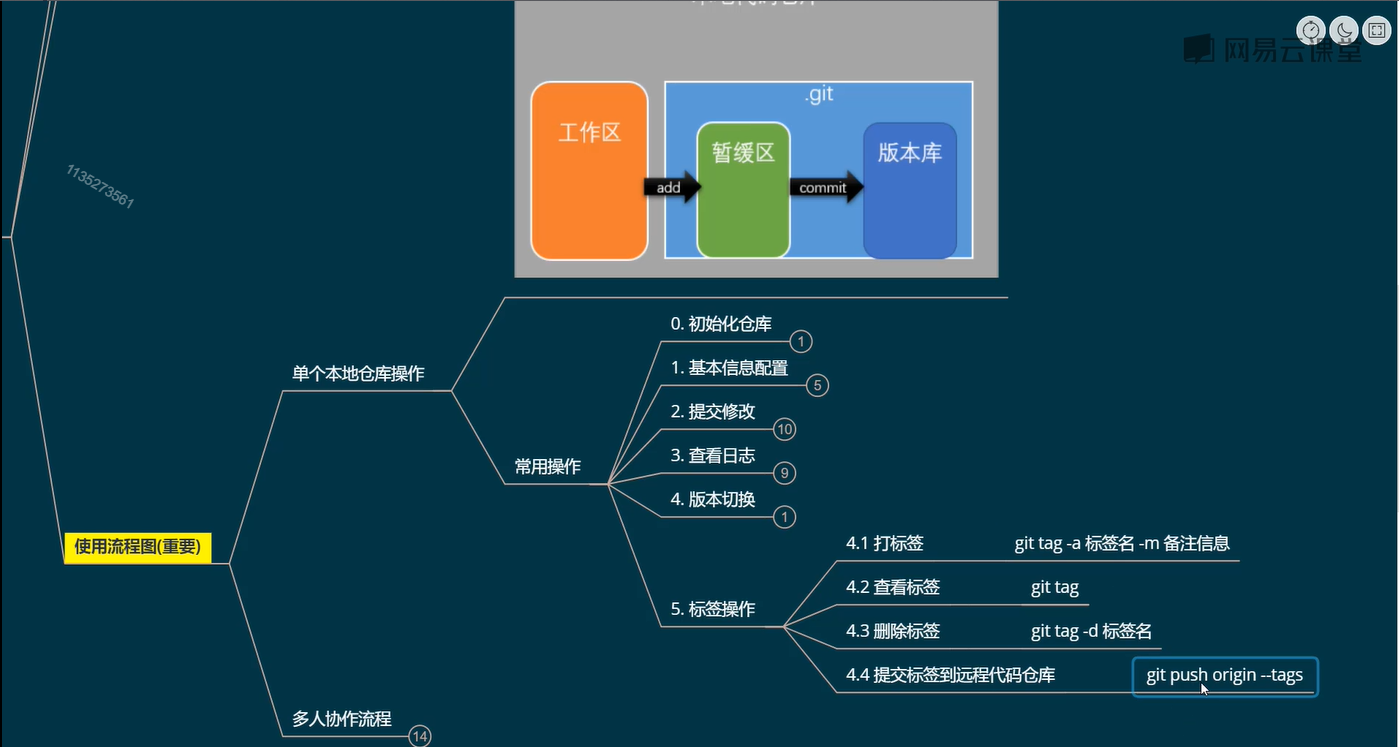 网易云课堂
.git
工作区
暂缓区
版本库
add
commit
1135273561
0. 初始化仓库
1
单个本地仓库操作
1. 基本信息配置
5
2. 提交修改
10
常用操作
3. 查看日志
9
4. 版本切换
1
使用流程图(重要)
4.1 打标签 git tag -a 标签名 -m 备注信息
4.2 查看标签 git tag
5. 标签操作
4.3 删除标签 git tag -d 标签名
4.4 提交标签到远程代码仓库 git push origin --tags
多人协作流程
14